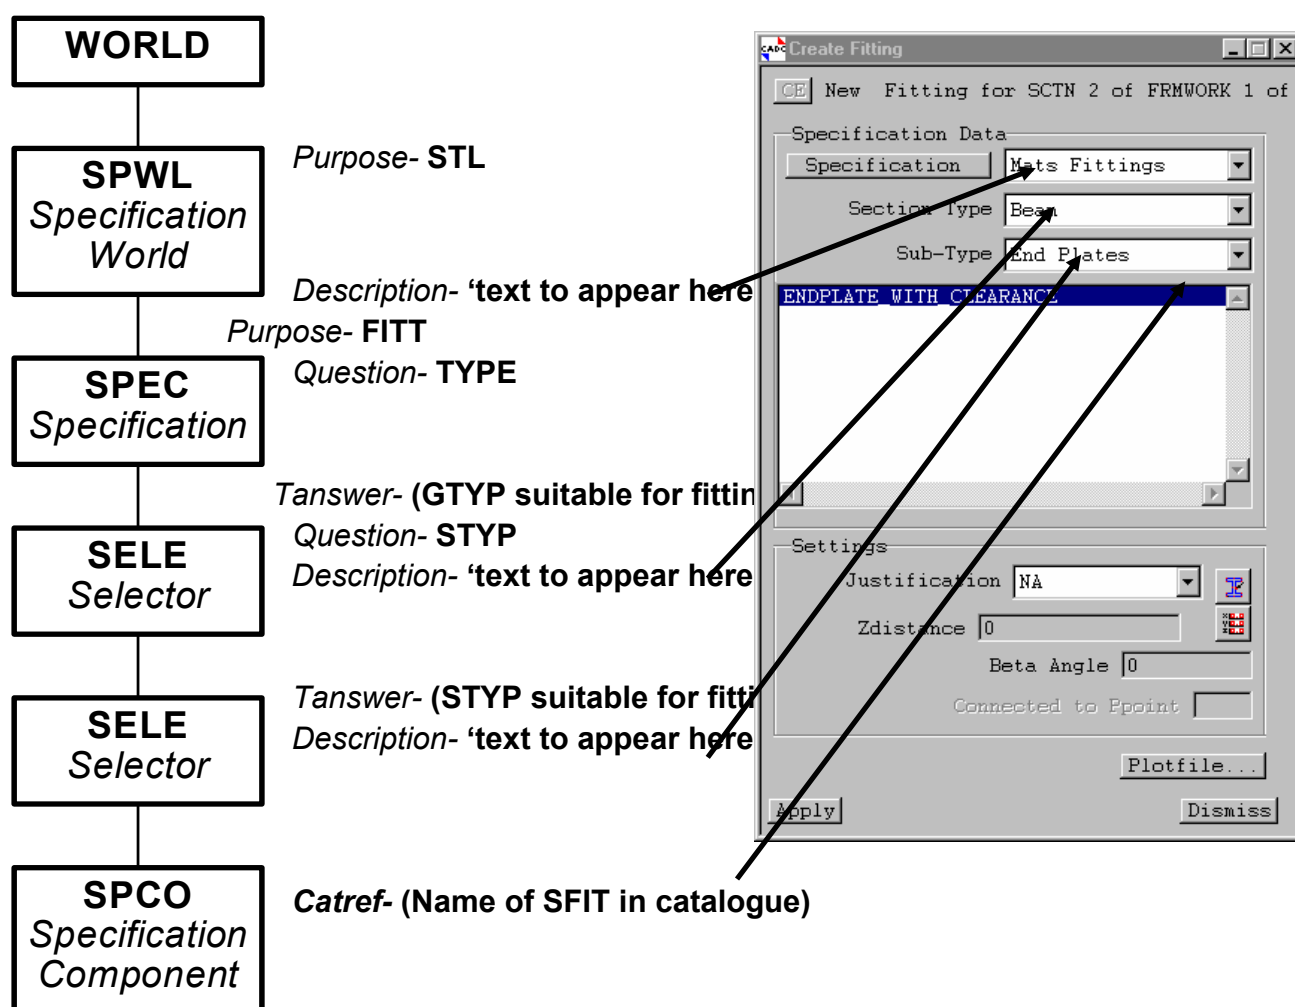 WORLD
SPWL
Specification
World
Purpose- STL
Description- ‘text to appear here
Purpose- FITT
Question- TYPE
SPEC
Specification
Tanswer- (GTYP suitable for fittin
Question- STYP
Description- ‘text to appear here
SELE
Selector
Tanswer- (STYP suitable for fitti
Description- ‘text to appear here
SELE
Selector
SPCO
Specification
Component
Catref- (Name of SFIT in catalogue)
CADC Create Fitting
CE New Fitting for SCTN 2 of FRMWORK 1 of
Specification Data
Specification Mats Fittings
Section Type Beam
Sub-Type End Plates
ENDPLATE_WITH_CLEARANCE
Settings
Justification NA
Zdistance 0
Beta Angle 0
Connected to Ppoint
Plotfile...
Apply Dismiss